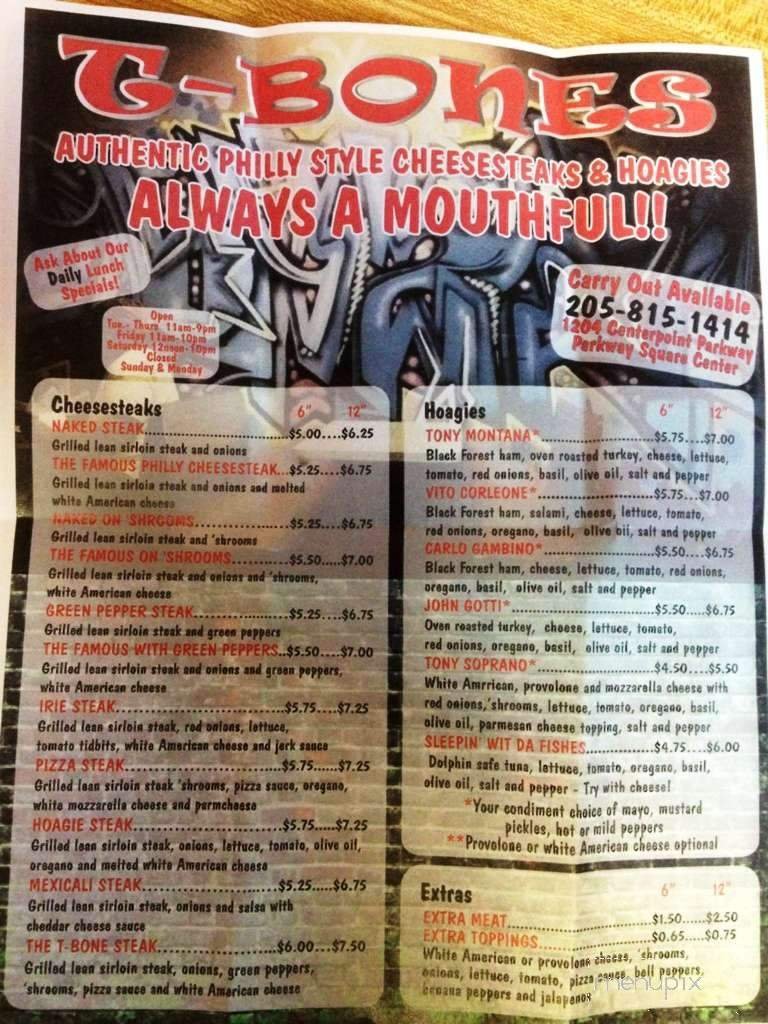 T-BONES
AUTHENTIC PHILLY STYLE CHEESESTEAKS & HOAGIES
ALWAYS A MOUTHFUL!!
Ask About Our
Daily Lunch
Specials!
Open
Tue.- Thurs 11am-9pm
Friday 11am-10pm
Saturday 12noon-10pm
Closed
Sunday & Monday
Carry Out Available
205-815-1414
1204 Centerpoint Parkway
Parkway Square Center
Cheesesteaks 6" 12"
NAKED STEAK...............................$5.00....$6.25
Grilled lean sirloin steak and onions
THE FAMOUS PHILLY CHEESESTEAK...$5.25....$6.75
Grilled lean sirloin steak and onions and melted
white American cheese
NAKED ON 'SHROOMS....................$5.25....$6.75
Grilled lean sirloin steak and 'shrooms
THE FAMOUS ON 'SHROOMS............$5.50.....$7.00
Grilled lean sirloin steak and onions and 'shrooms,
white American cheese
GREEN PEPPER STEAK....................$5.25....$6.75
Grilled lean sirloin steak and green peppers
THE FAMOUS WITH GREEN PEPPERS..$5.50....$7.00
Grilled lean sirloin steak and onions and green peppers,
white American cheese
IRIE STEAK..................................$5.75....$7.25
Grilled lean sirloin steak, red onions, lettuce,
tomato tidbits, white American cheese and jerk sauce
PIZZA STEAK................................$5.75......$7.25
Grilled lean sirloin steak 'shrooms, pizza sauce, oregano,
white mozzarella cheese and parmcheese
HOAGIE STEAK..............................$5.75.....$7.25
Grilled lean sirloin steak, onions, lettuce, tomato, olive oil,
oregano and melted white American cheese
MEXICALI STEAK...........................$5.25.....$6.75
Grilled lean sirloin steak, onions and salsa with
cheddar cheese sauce
THE T-BONE STEAK........................$6.00...$7.50
Grilled lean sirloin steak, onions, green peppers,
'shrooms, pizza sauce and white American cheese
Hoagies 6" 12"
TONY MONTANA*.........................$5.75....$7.00
Black Forest ham, oven roasted turkey, cheese, lettuce,
tomato, red onions, basil, olive oil, salt and pepper
VITO CORLEONE*.........................$5.75...$7.00
Black Forest ham, salami, cheese, lettuce, tomato,
red onions, oregano, basil, olive oil, salt and pepper
CARLO GAMBINO*........................$5.50....$6.75
Black Forest ham, cheese, lettuce, tomato, red onions,
oregano, basil, olive oil, salt and pepper
JOHN GOTTI*..............................$5.50.....$6.75
Oven roasted turkey, cheese, lettuce, tomato,
red onions, oregano, basil, olive oil, salt and pepper
TONY SOPRANO*..........................$4.50....$5.50
White Amrrican, provolone and mozzarella cheese with
red onions,'shrooms, lettuce, tomato, oregano, basil,
olive oil, parmesan cheese topping, salt and pepper
SLEEPIN' WIT DA FISHES..............$4.75....$6.00
Dolphin safe tuna, lettuce, tomato, oregano, basil,
olive oil, salt and pepper - Try with cheese!
*Your condiment choice of mayo, mustard
pickles, hot or mild peppers
**Provolone or white American cheese optional
Extras 6" 12"
EXTRA MEAT...............................$1.50......$2.50
EXTRA TOPPINGS........................$0.65....$0.75
White American or provolone cheese, 'shrooms,
onions, lettuce, tomato, pizza sauce, bell peppers,
banana peppers and jalapenos
menupix